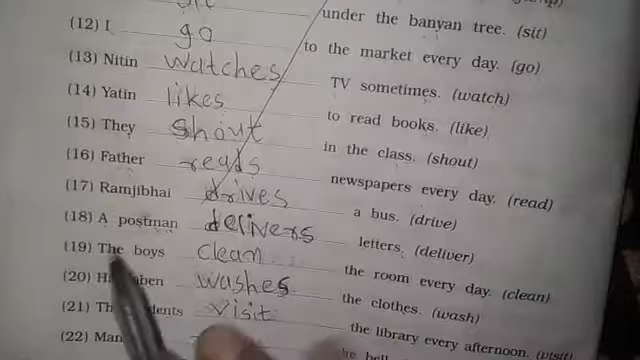 under the banyan tree. (sit)
(12) I go to the market every day. (go)
(13) Nitin watches TV sometimes. (watch)
(14) Yatin likes to read books. (like)
(15) They shout in the class. (shout)
(16) Father reads newspapers every day. (read)
(17) Ramjibhai drives a bus. (drive)
(18) A postman delivers letters. (deliver)
(19) The boys clean the room every day. (clean)
(20) washes the clothes. (wash)
(21) visit the library every afternoon. (visit)
(22)